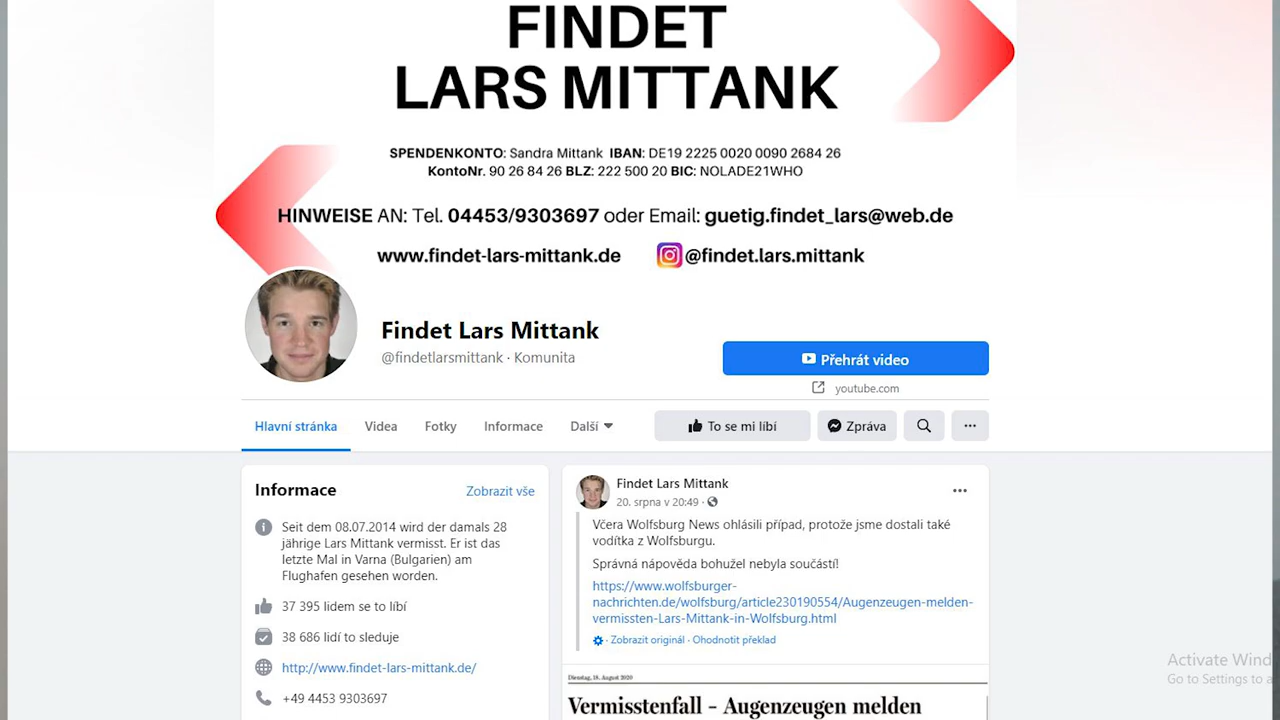 FINDET
LARS MITTANK
SPENDENKONTO: Sandra Mittank IBAN: DE19 2225 0020 0090 2684 26
KontoNr. 90 26 84 26 BLZ: 222 500 20 BIC: NOLADE21WHO
HINWEISE AN: Tel. 04453/9303697 oder Email: guetig.findet_lars@web.de
www.findet-lars-mittank.de @findet.lars.mittank
Findet Lars Mittank
@findetlarsmittank · Komunita
Přehrát video
youtube.com
Hlavní stránka Videa Fotky Informace Další To se mi líbí Zpráva
Informace Zobrazit vše
Seit dem 08.07.2014 wird der damals 28
jährige Lars Mittank vermisst. Er ist das
letzte Mal in Varna (Bulgarien) am
Flughafen gesehen worden.
37 395 lidem se to líbí
38 686 lidí to sleduje
http://www.findet-lars-mittank.de/
+49 4453 9303697
Findet Lars Mittank
20. srpna v 20:49 ·
Včera Wolfsburg News ohlásili případ, protože jsme dostali také
vodítka z Wolfsburgu.
Správná nápověda bohužel nebyla součástí!
https://www.wolfsburger-
nachrichten.de/wolfsburg/article230190554/Augenzeugen-melden-
vermissten-Lars-Mittank-in-Wolfsburg.html
· Zobrazit originál · Ohodnotit překlad
Dienstag, 18. August 2020
Vermisstenfall – Augenzeugen melden
Activate Wind
Go to Settings to a